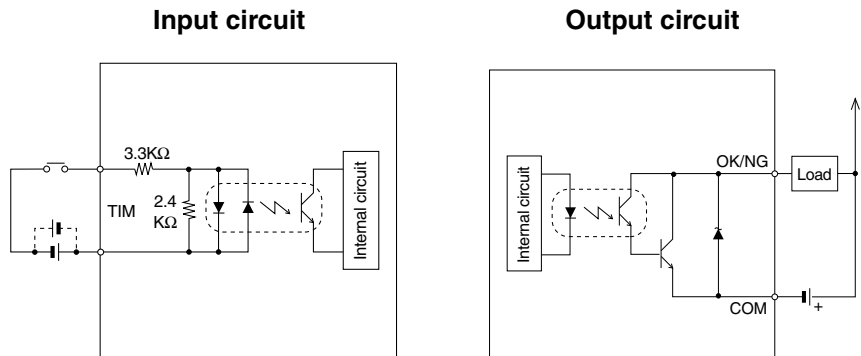 Input circuit
Output circuit
3.3KΩ
TIM
2.4
KΩ
Internal circuit
Internal circuit
OK/NG
Load
COM
+